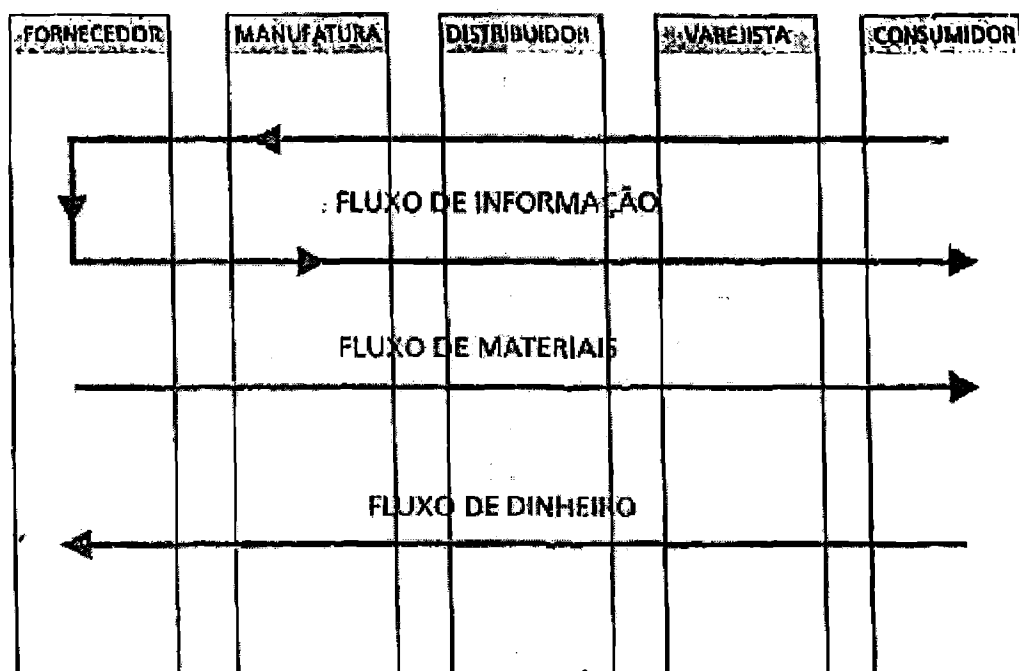 FORNECEDOR MANUFATURA DISTRIBUIDOR VAREJISTA CONSUMIDOR
FLUXO DE INFORMAÇÃO
FLUXO DE MATERIAIS
FLUXO DE DINHEIRO